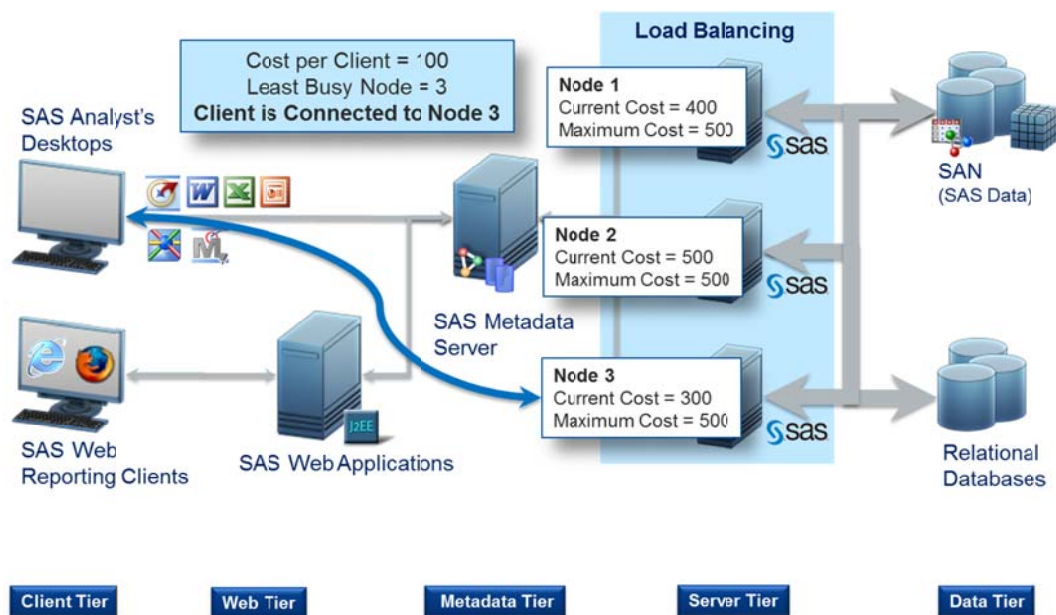 Load Balancing
Cost per Client = 100
Least Busy Node = 3
Client is Connected to Node 3
Node 1
Current Cost = 400
Maximum Cost = 500
sas
SAS Analyst's
Desktops
SAN
(SAS Data)
Node 2
Current Cost = 500
Maximum Cost = 500
sas
SAS Metadata
Server
Node 3
Current Cost = 300
Maximum Cost = 500
sas
J2EE
SAS Web
Reporting Clients
SAS Web Applications
Relational
Databases
Client Tier
Web Tier
Metadata Tier
Server Tier
Data Tier